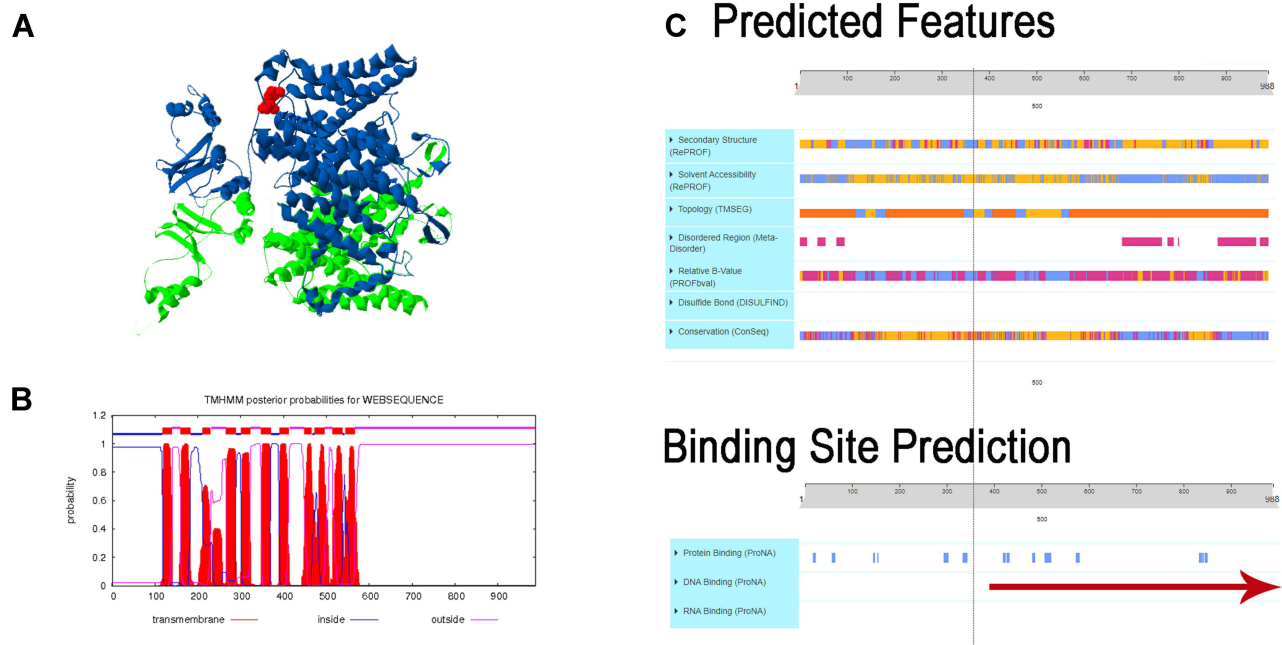 A
B
TMHMM posterior probabilities for WEBSEQUENCE
probability
1.2
1
0.8
0.6
0.4
0.2
0
0 100 200 300 400 500 600 700 800 900
transmembrane inside outside
C Predicted Features
1 100 200 300 400 500 600 700 800 988
500
Secondary Structure
(RePROF)
Solvent Accessibility
(RePROF)
Topology (TMSEG)
Disordered Region (Meta-
Disorder)
Relative B-Value
(PROFbval)
Disulfide Bond (DISULFIND)
Conservation (ConSeq)
500
Binding Site Prediction
1 100 200 300 400 500 600 700 800 900 988
500
Protein Binding (ProNA)
DNA Binding (ProNA)
RNA Binding (ProNA)